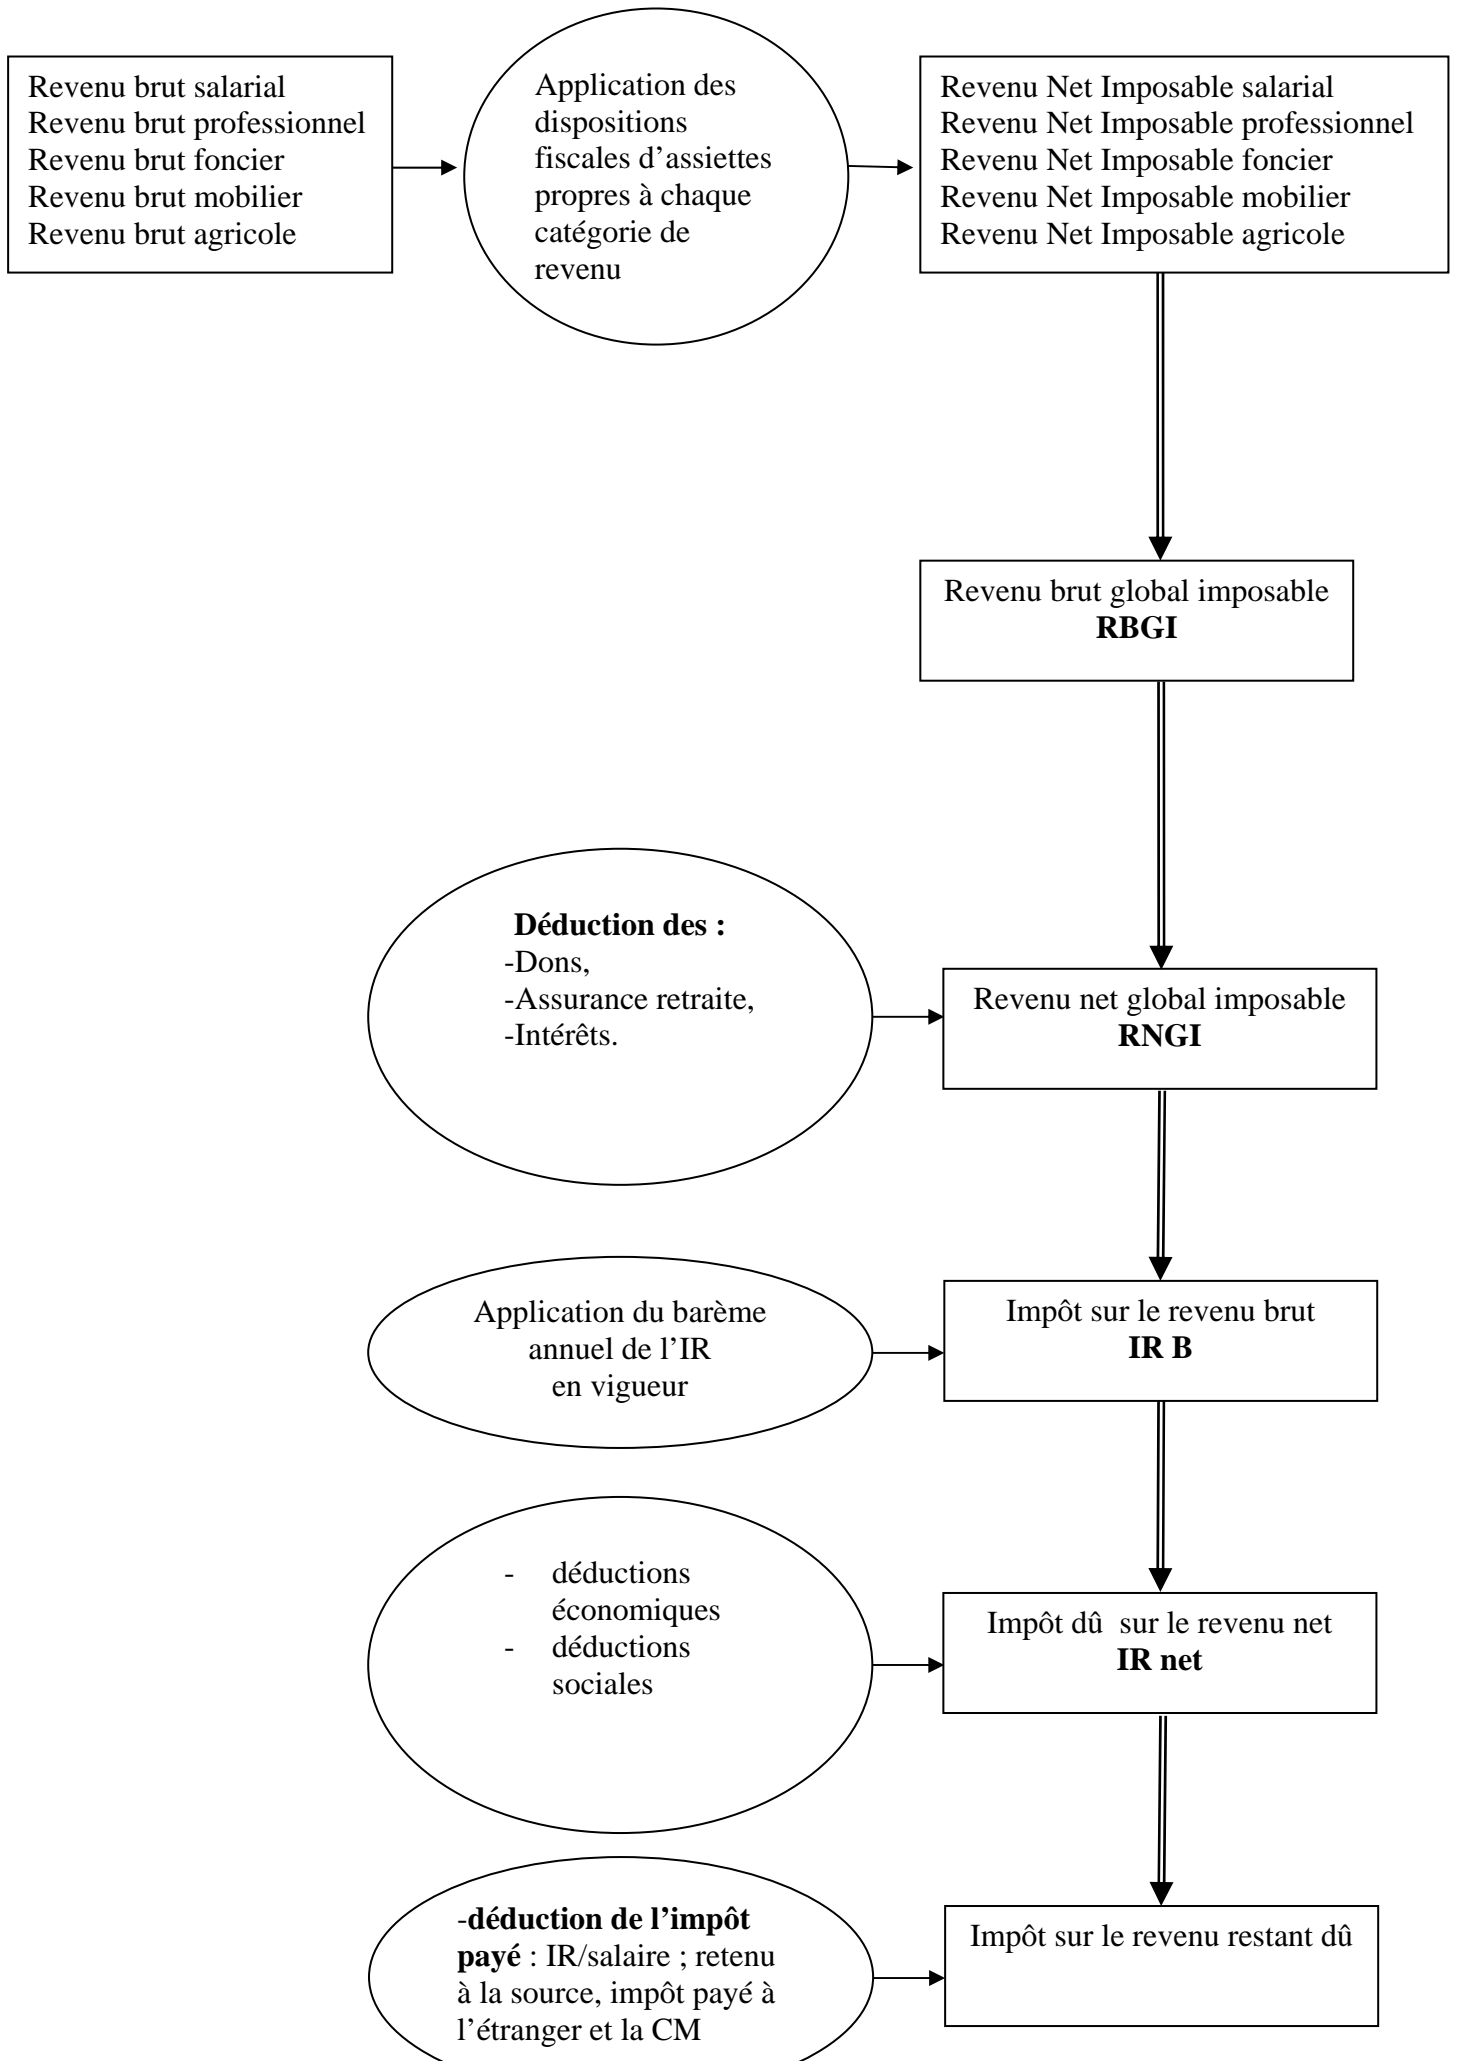 Revenu brut salarial
Revenu brut professionnel
Revenu brut foncier
Revenu brut mobilier
Revenu brut agricole
Application des
dispositions
fiscales d’assiettes
propres à chaque
catégorie de
revenu
Revenu Net Imposable salarial
Revenu Net Imposable professionnel
Revenu Net Imposable foncier
Revenu Net Imposable mobilier
Revenu Net Imposable agricole
Revenu brut global imposable
RBGI
Déduction des :
-Dons,
-Assurance retraite,
-Intérêts.
Revenu net global imposable
RNGI
Application du barème
annuel de l’IR
en vigueur
Impôt sur le revenu brut
IR B
- déductions
économiques
- déductions
sociales
Impôt dû  sur le revenu net
IR net
-déduction de l’impôt
payé : IR/salaire ; retenu
à la source, impôt payé à
l’étranger et la CM
Impôt sur le revenu restant dû